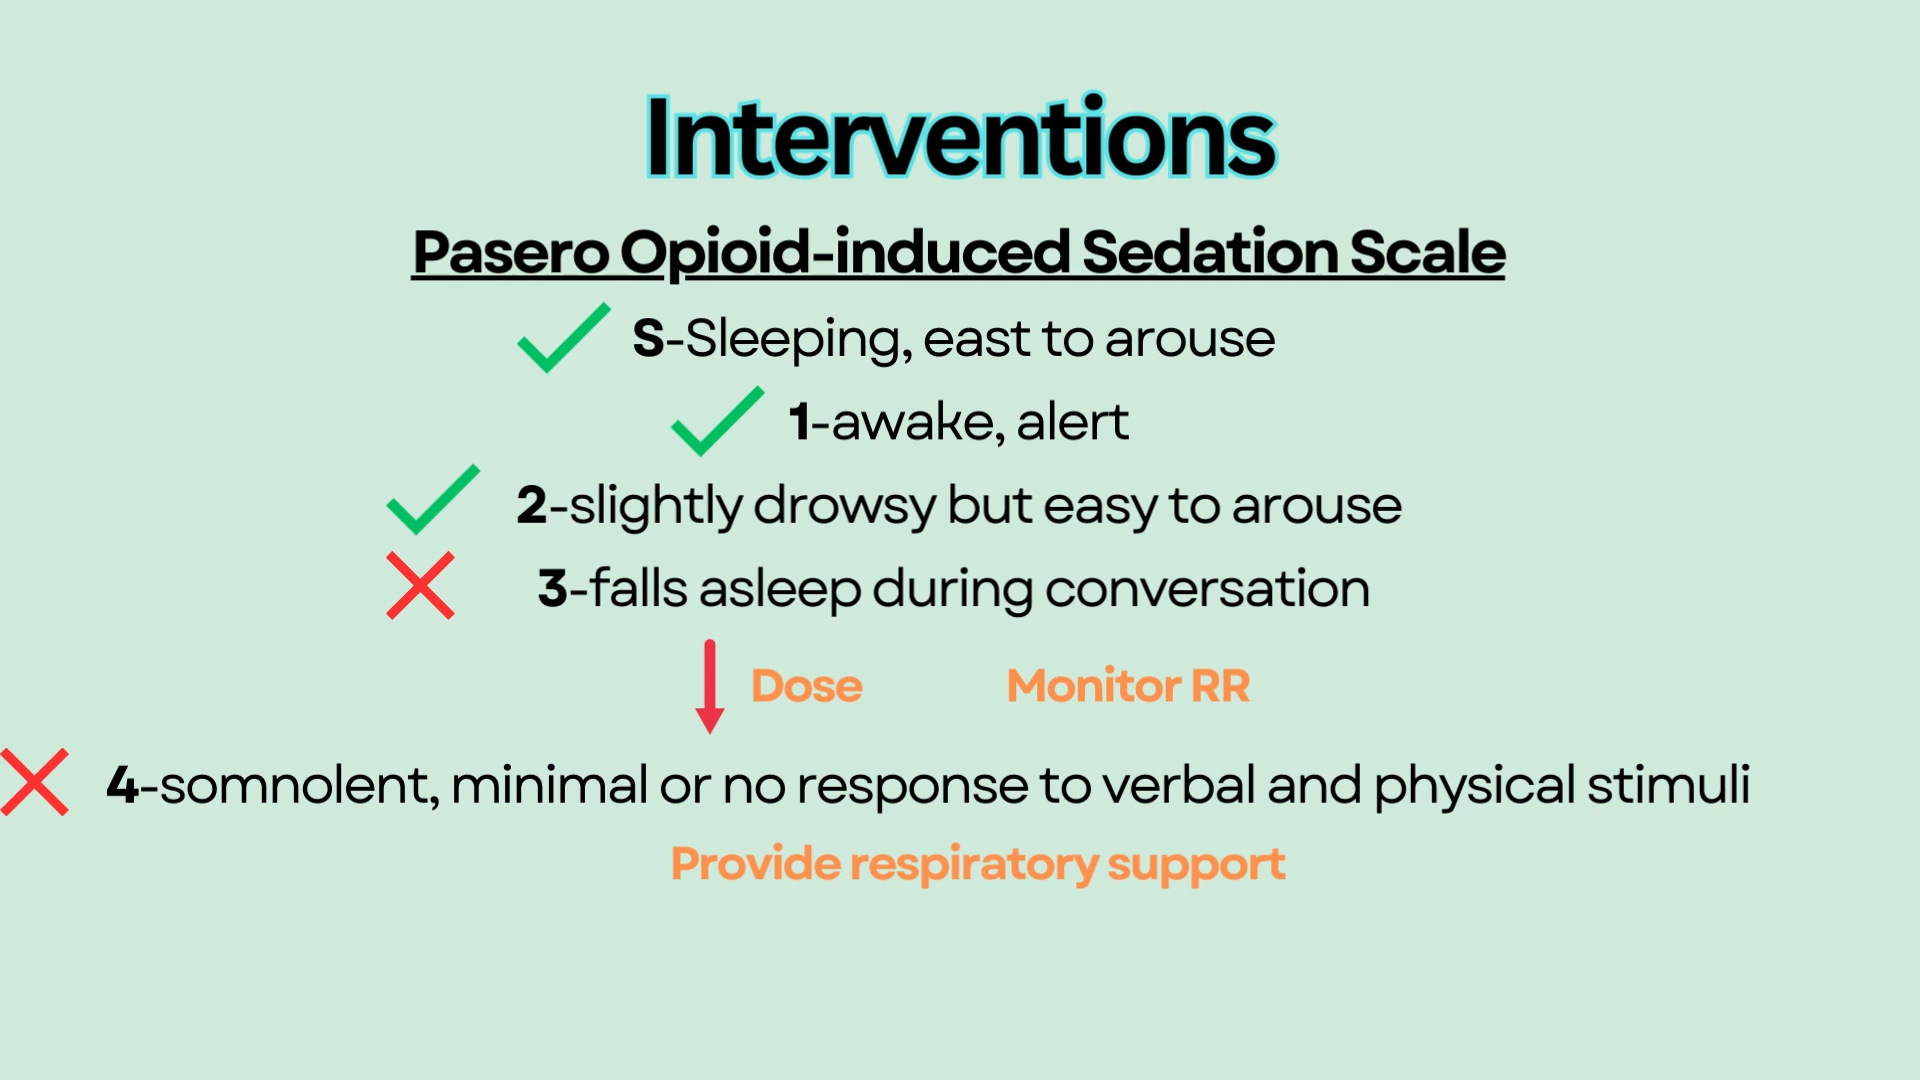 Interventions
Pasero Opioid-induced Sedation Scale
S-Sleeping, east to arouse
1-awake, alert
2-slightly drowsy but easy to arouse
3-falls asleep during conversation
Dose Monitor RR
4-somnolent, minimal or no response to verbal and physical stimuli
Provide respiratory support